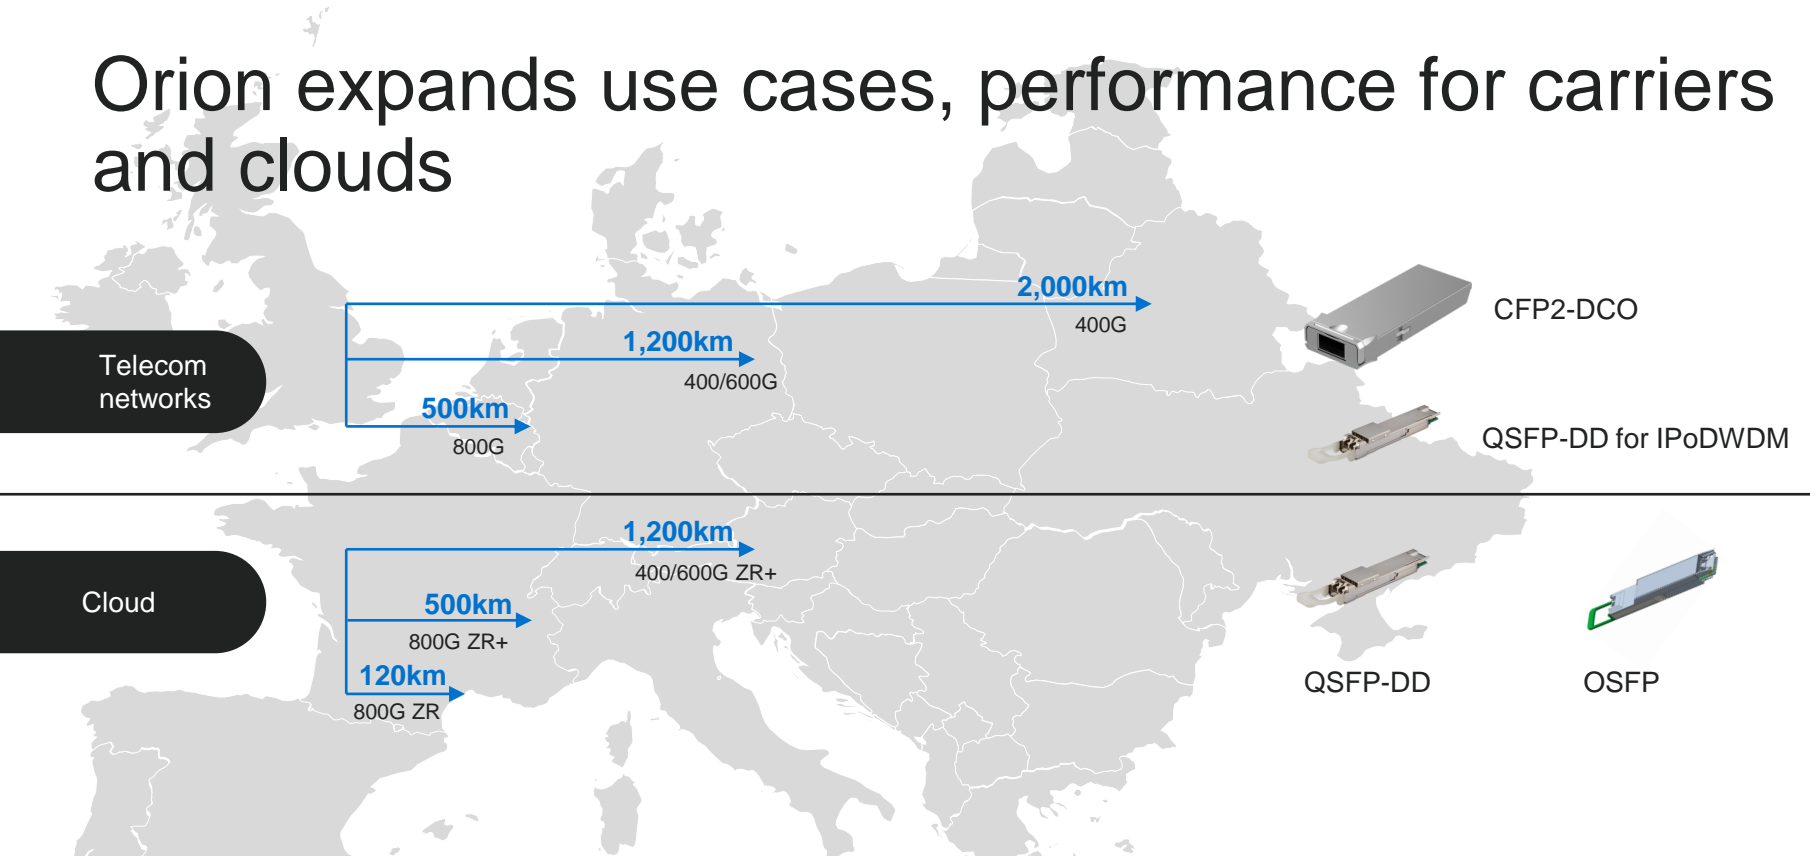 Orion expands use cases, performance for carriers
and clouds
2,000km
400G
CFP2-DCO
1,200km
400/600G
Telecom
networks
500km
800G
QSFP-DD for IPoDWDM
1,200km
400/600G ZR+
Cloud
500km
800G ZR+
120km
800G ZR
QSFP-DD
OSFP